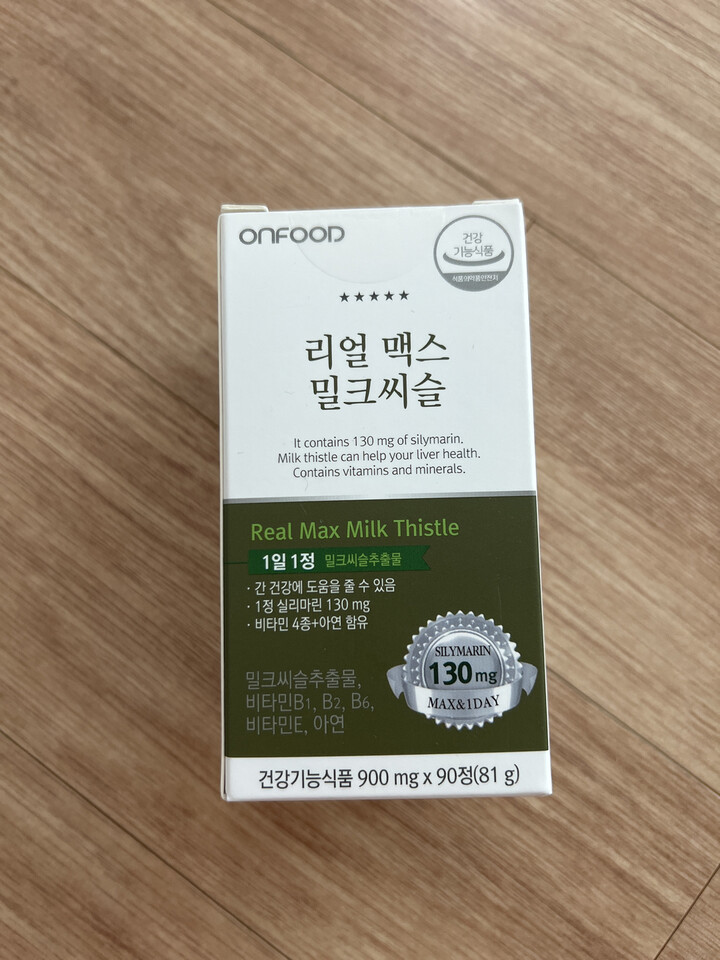 ONFOOD
건강
기능식품
식품의약품안전처
★★★★★
리얼 맥스
밀크씨슬
It contains 130 mg of silymarin.
Milk thistle can help your liver health.
Contains vitamins and minerals.
Real Max Milk Thistle
1일 1정 밀크씨슬추출물
· 간 건강에 도움을 줄 수 있음
· 1정 실리마린 130 mg
· 비타민 4종+아연 함유
SILYMARIN
130 mg
MAX&1DAY
밀크씨슬추출물,
비타민B1, B2, B6,
비타민E, 아연
건강기능식품 900 mg x 90정(81 g)